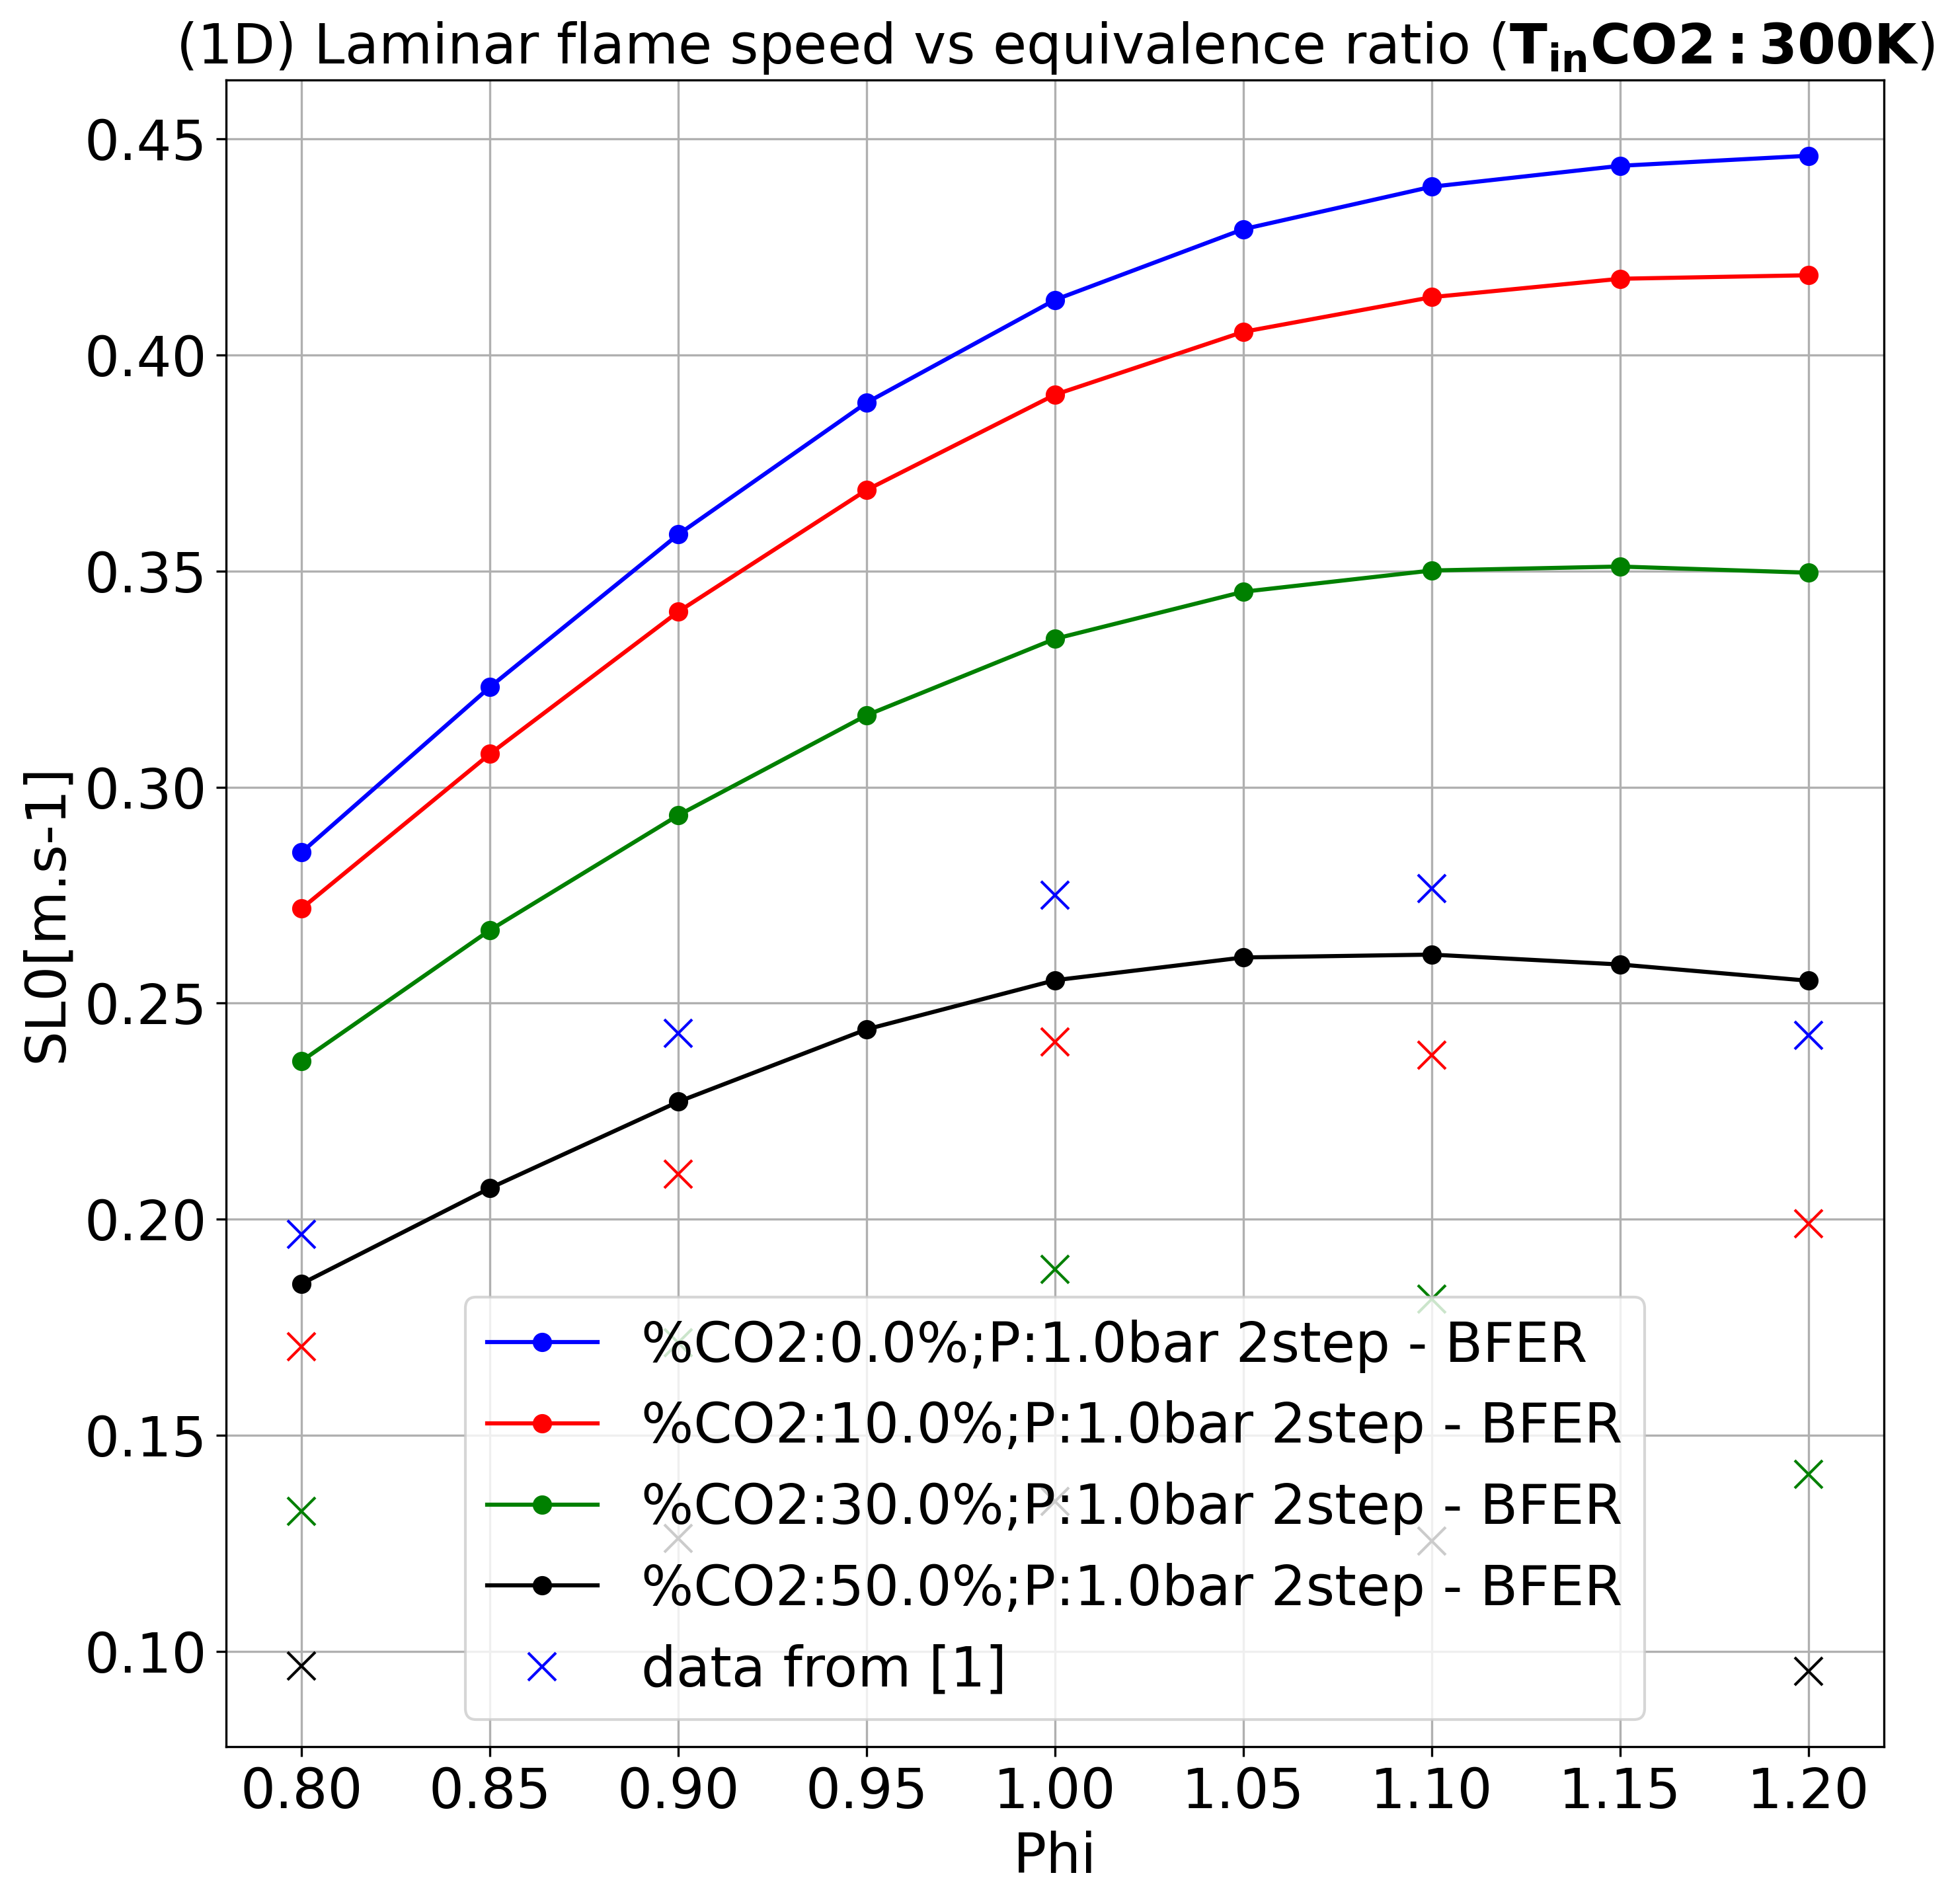 (1D) Laminar flame speed vs equivalence ratio (TinCO2 : 300K)
SL0[m.s-1]
0.45
0.40
0.35
0.30
0.25
0.20
0.15
0.10
%CO2:0.0%;P:1.0bar 2step - BFER
%CO2:10.0%;P:1.0bar 2step - BFER
%CO2:30.0%;P:1.0bar 2step - BFER
%CO2:50.0%;P:1.0bar 2step - BFER
data from [1]
0.80 0.85 0.90 0.95 1.00 1.05 1.10 1.15 1.20
Phi